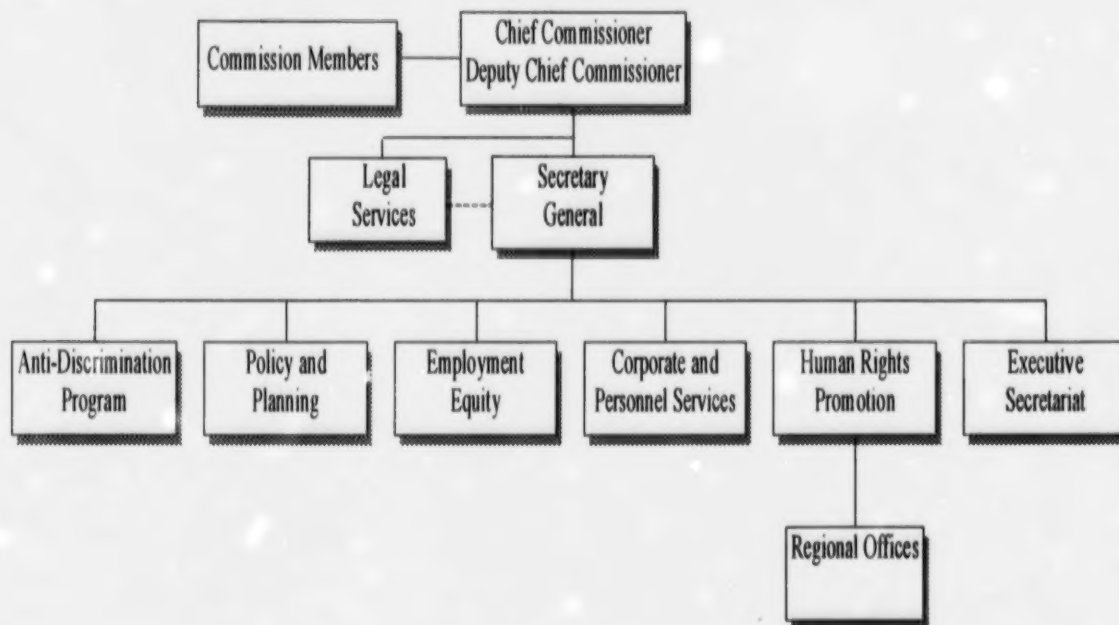 Commission Members
Chief Commissioner
Deputy Chief Commissioner
Legal
Services
Secretary
General
Anti-Discrimination
Program
Policy and
Planning
Employment
Equity
Corporate and
Personnel Services
Human Rights
Promotion
Executive
Secretariat
Regional Offices